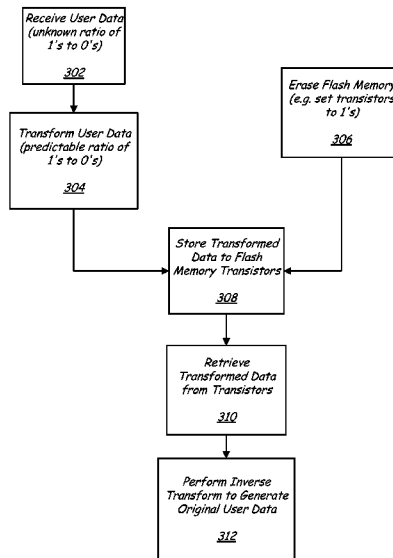 Receive User Data
(unknown ratio of
1's to 0's)
302
Transform User Data
(predictable ratio of
1's to 0's)
304
Erase Flash Memory
(e.g. set transistors
to 1's)
306
Store Transformed
Data to Flash
Memory Transistors
308
Retrieve
Transformed Data
from Transistors
310
Perform Inverse
Transform to Generate
Original User Data
312